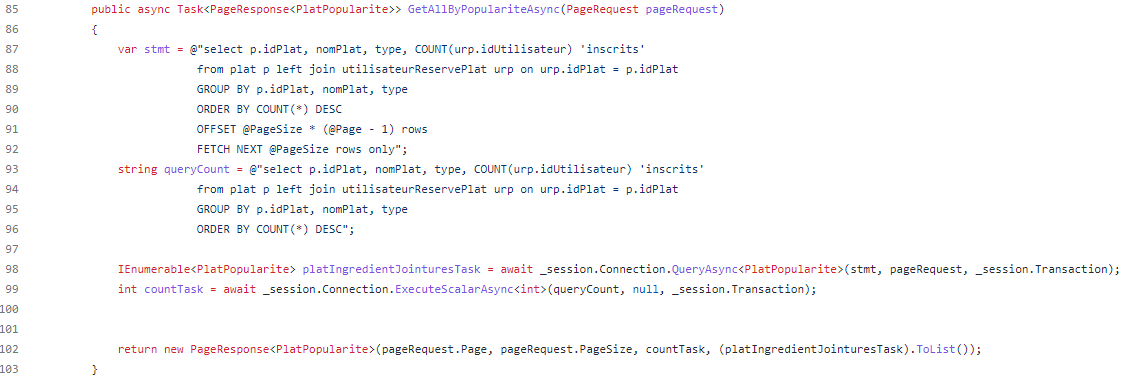 85 public async Task<PageResponse<PlatPopularite>> GetAllByPopulariteAsync(PageRequest pageRequest)
86 {
87 var stmt = @"select p.idPlat, nomPlat, type, COUNT(urp.idUtilisateur) 'inscrits'
88 from plat p left join utilisateurReservePlat urp on urp.idPlat = p.idPlat
89 GROUP BY p.idPlat, nomPlat, type
90 ORDER BY COUNT(*) DESC
91 OFFSET @PageSize * (@Page - 1) rows
92 FETCH NEXT @PageSize rows only";
93 string queryCount = @"select p.idPlat, nomPlat, type, COUNT(urp.idUtilisateur) 'inscrits'
94 from plat p left join utilisateurReservePlat urp on urp.idPlat = p.idPlat
95 GROUP BY p.idPlat, nomPlat, type
96 ORDER BY COUNT(*) DESC";
97
98 IEnumerable<PlatPopularite> platIngredientJointuresTask = await _session.Connection.QueryAsync<PlatPopularite>(stmt, pageRequest, _session.Transaction);
99 int countTask = await _session.Connection.ExecuteScalarAsync<int>(queryCount, null, _session.Transaction);
100
101
102 return new PageResponse<PlatPopularite>(pageRequest.Page, pageRequest.PageSize, countTask, (platIngredientJointuresTask).ToList());
103 }